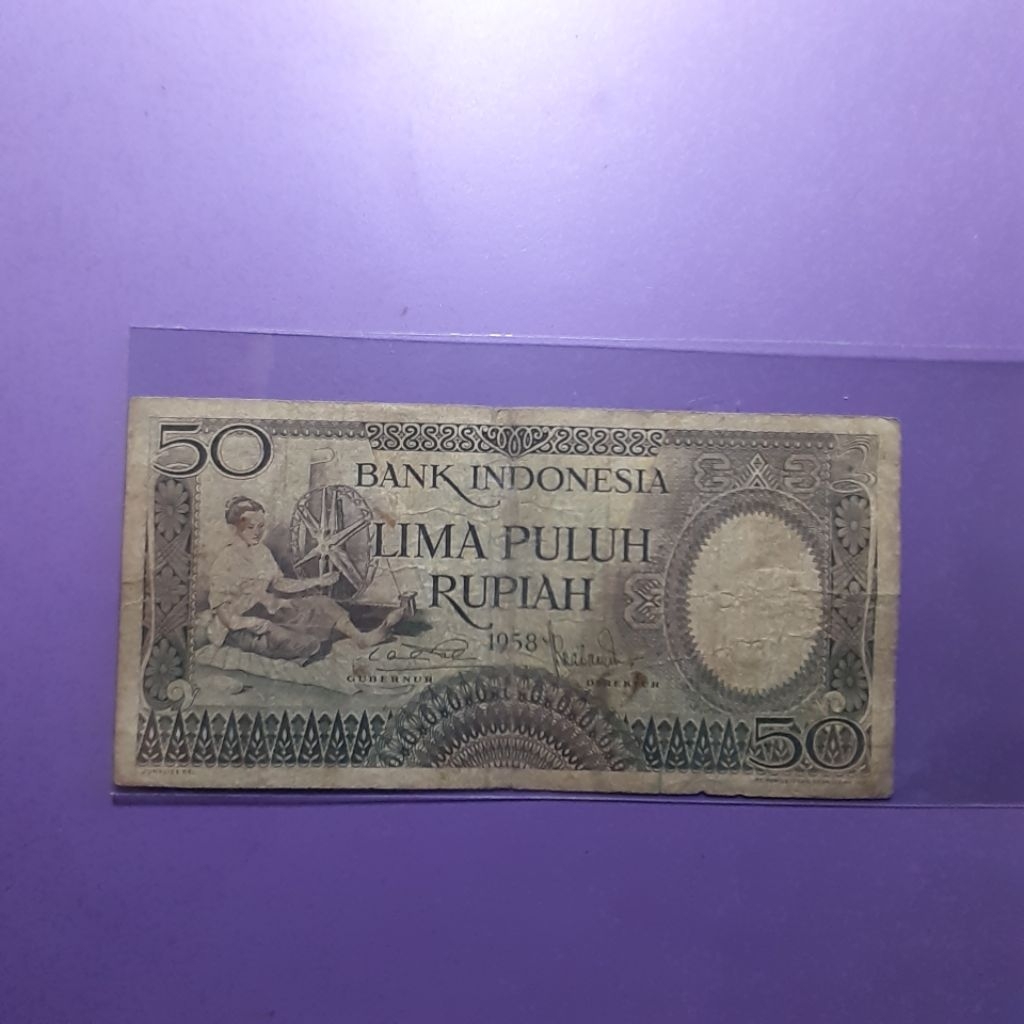 50
BANK INDONESIA
LIMA PULUH
RUPIAH
1958
GUBERNUR
DIREKTUR
50